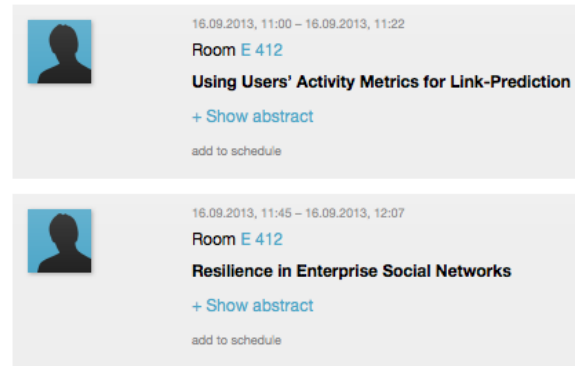 16.09.2013, 11:00 – 16.09.2013, 11:22
Room E 412
Using Users' Activity Metrics for Link-Prediction
+ Show abstract
add to schedule
16.09.2013, 11:45 – 16.09.2013, 12:07
Room E 412
Resilience in Enterprise Social Networks
+ Show abstract
add to schedule